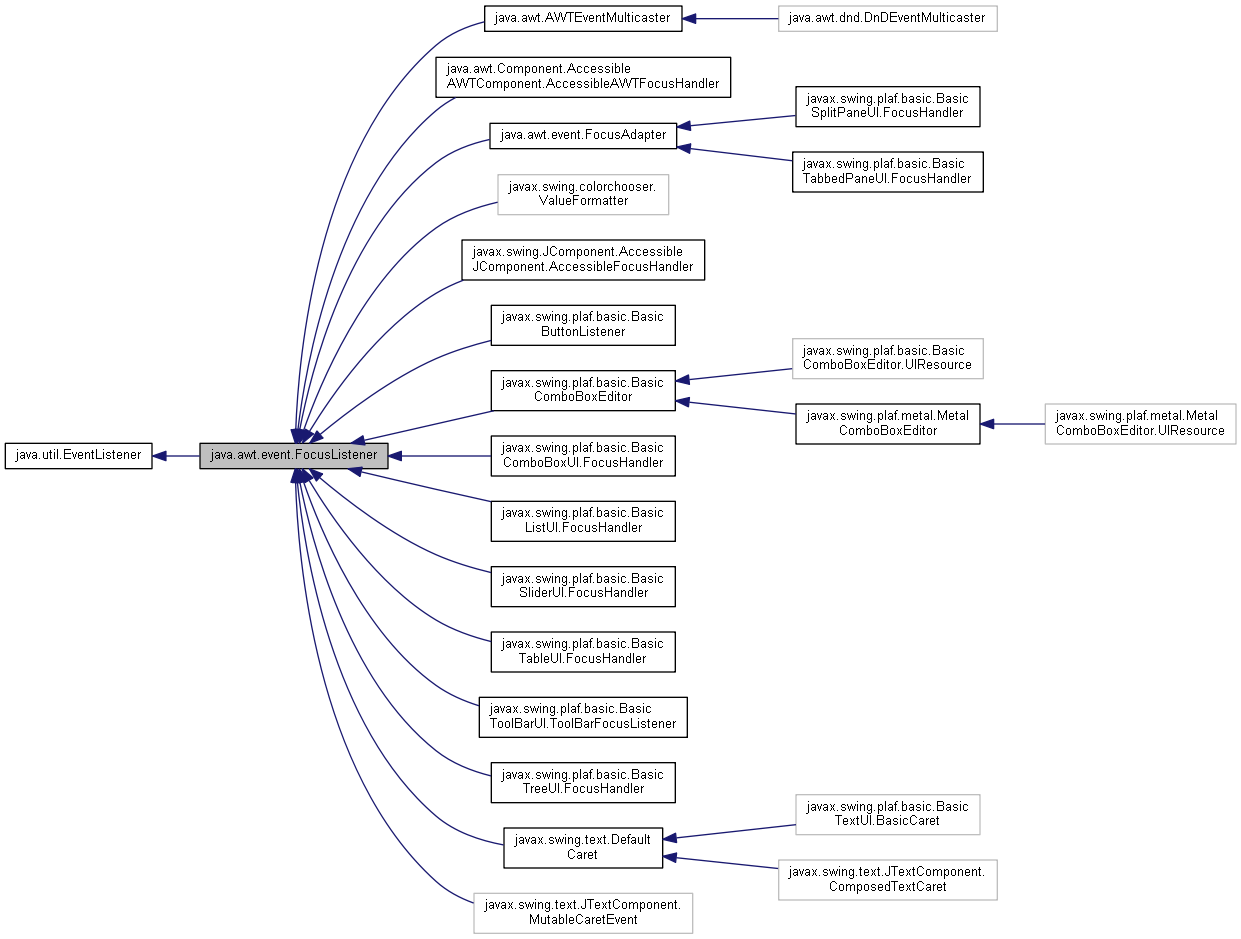 java.awt.AWTEventMulticaster
java.awt.dnd.DnDEventMulticaster
java.awt.Component.Accessible
AWTComponent.AccessibleAWTFocusHandler
javax.swing.plaf.basic.Basic
SplitPaneUI.FocusHandler
java.awt.event.FocusAdapter
javax.swing.plaf.basic.Basic
TabbedPaneUI.FocusHandler
javax.swing.colorchooser.
ValueFormatter
javax.swing.JComponent.Accessible
JComponent.AccessibleFocusHandler
javax.swing.plaf.basic.Basic
ButtonListener
javax.swing.plaf.basic.Basic
ComboBoxEditor.UIResource
javax.swing.plaf.basic.Basic
ComboBoxEditor
javax.swing.plaf.metal.Metal
ComboBoxEditor
javax.swing.plaf.metal.Metal
ComboBoxEditor.UIResource
java.util.EventListener
java.awt.event.FocusListener
javax.swing.plaf.basic.Basic
ComboBoxUI.FocusHandler
javax.swing.plaf.basic.Basic
ListUI.FocusHandler
javax.swing.plaf.basic.Basic
SliderUI.FocusHandler
javax.swing.plaf.basic.Basic
TableUI.FocusHandler
javax.swing.plaf.basic.Basic
ToolBarUI.ToolBarFocusListener
javax.swing.plaf.basic.Basic
TreeUI.FocusHandler
javax.swing.plaf.basic.Basic
TextUI.BasicCaret
javax.swing.text.Default
Caret
javax.swing.text.JTextComponent.
ComposedTextCaret
javax.swing.text.JTextComponent.
MutableCaretEvent